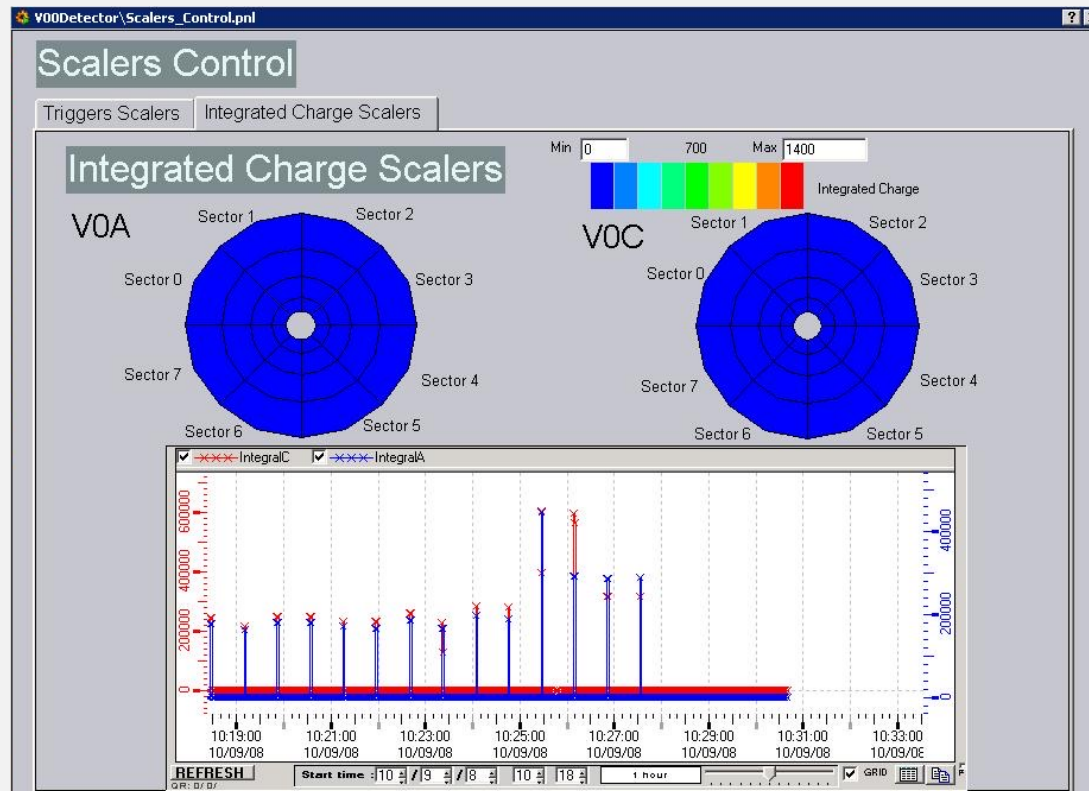 V00Detector\Scalers_Control.pnl
Scalers Control
Triggers Scalers Integrated Charge Scalers
Min 0 700 Max 1400
Integrated Charge Scalers
Integrated Charge
V0A
Sector 1 Sector 2
Sector 0 Sector 3
Sector 7 Sector 4
Sector 6 Sector 5
V0C
Sector 1 Sector 2
Sector 0 Sector 3
Sector 7 Sector 4
Sector 6 Sector 5
IntegralC IntegralA
600000
400000
200000
0
400000
200000
0
10:19:00 10:21:00 10:23:00 10:25:00 10:27:00 10:29:00 10:31:00 10:33:00
10/09/08 10/09/08 10/09/08 10/09/08 10/09/08 10/09/08 10/09/08 10/09/08
REFRESH Start time : 10 / 9 / 8 10 18 1 hour GRID
QR: 0/ 0/